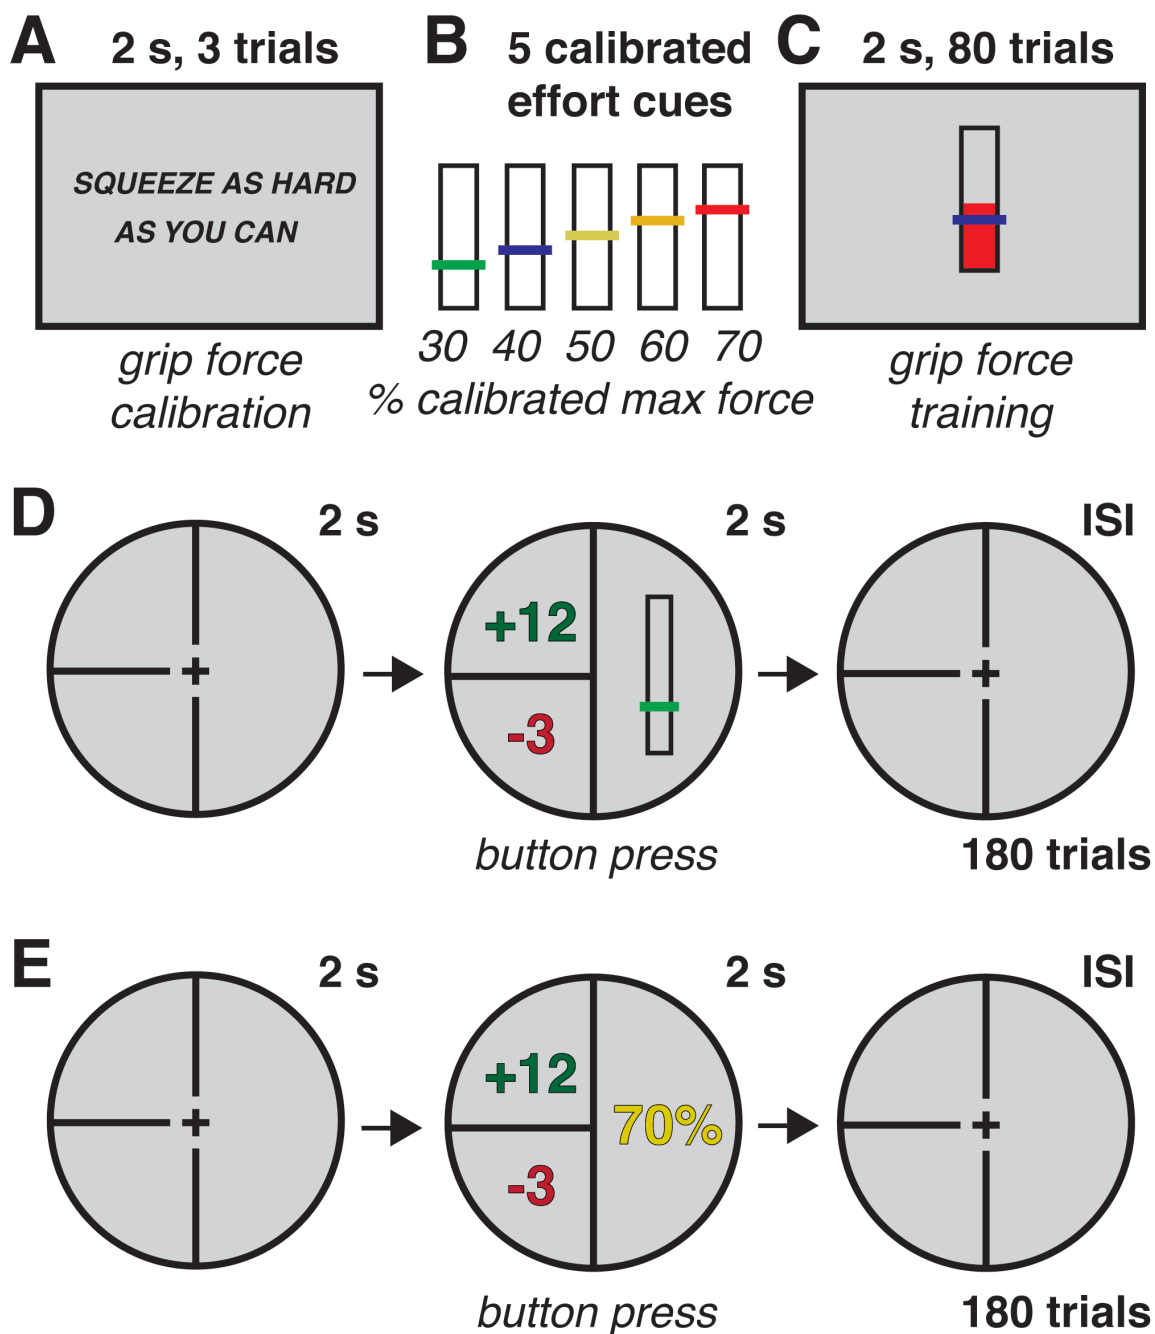 A 2 s, 3 trials
SQUEEZE AS HARD
AS YOU CAN
grip force
calibration
B 5 calibrated
effort cues
30 40 50 60 70
% calibrated max force
C 2 s, 80 trials
grip force
training
D 2 s 2 s ISI
+12
-3
button press 180 trials
E 2 s 2 s ISI
+12
70%
-3
button press 180 trials